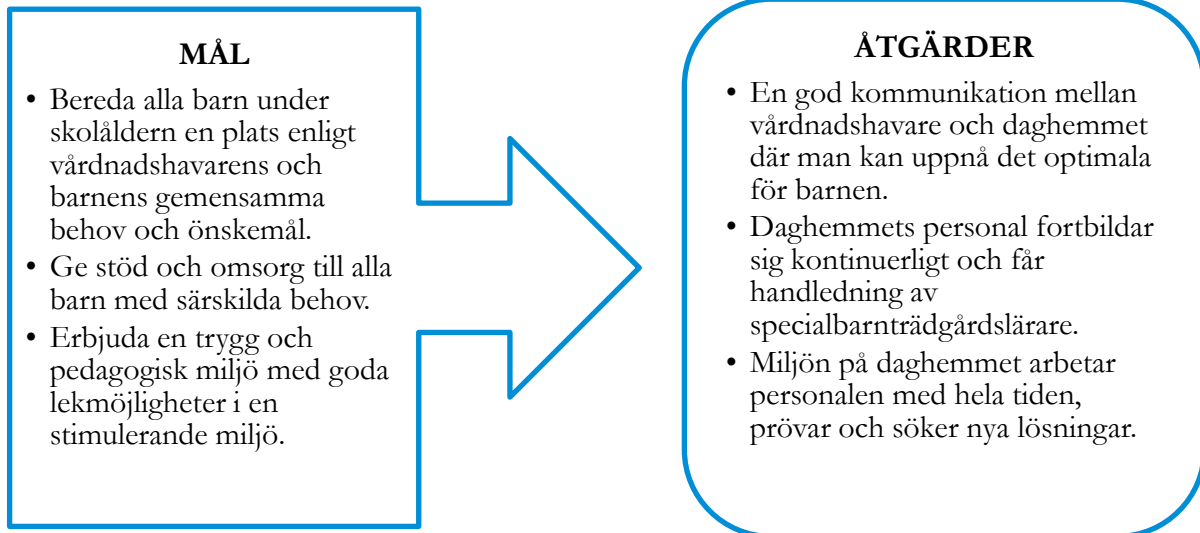 MÅL
• Bereda alla barn under
skolåldern en plats enligt
vårdnadshavarens och
barnens gemensamma
behov och önskemål.
• Ge stöd och omsorg till alla
barn med särskilda behov.
• Erbjuda en trygg och
pedagogisk miljö med goda
lekmöjligheter i en
stimulerande miljö.
ÅTGÄRDER
• En god kommunikation mellan
vårdnadshavare och daghemmet
där man kan uppnå det optimala
för barnen.
• Daghemmets personal fortbildar
sig kontinuerligt och får
handledning av
specialbarnträdgårdslärare.
• Miljön på daghemmet arbetar
personalen med hela tiden,
prövar och söker nya lösningar.